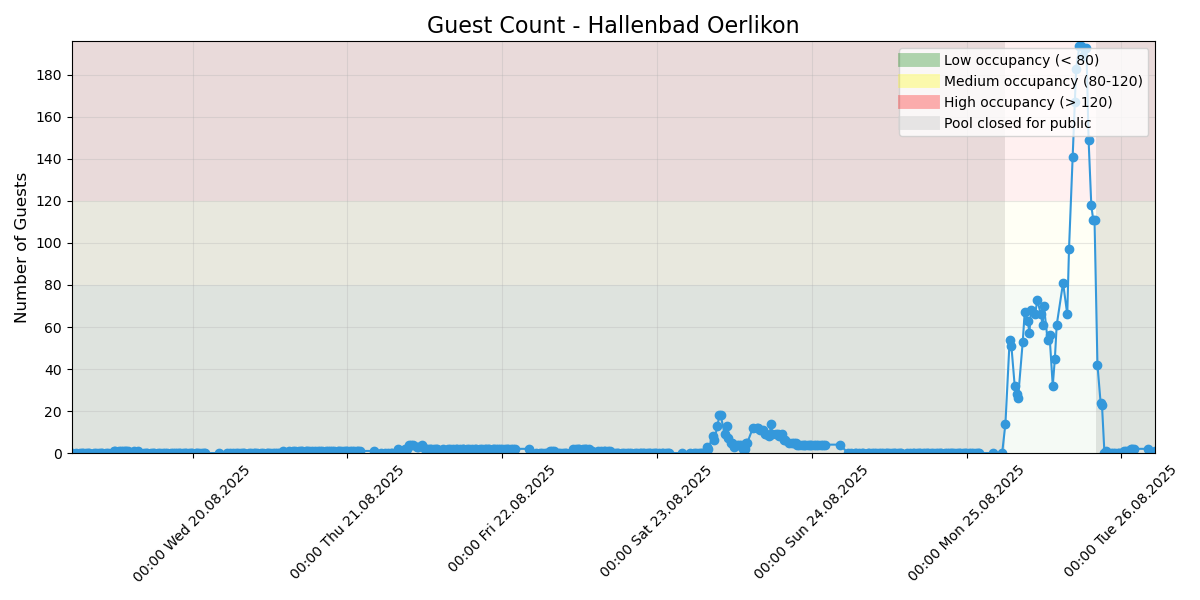 Guest Count - Hallenbad Oerlikon
Number of Guests
180
160
140
120
100
80
60
40
20
0
Low occupancy (< 80)
Medium occupancy (80-120)
High occupancy (> 120)
Pool closed for public
00:00 Wed 20.08.2025
00:00 Thu 21.08.2025
00:00 Fri 22.08.2025
00:00 Sat 23.08.2025
00:00 Sun 24.08.2025
00:00 Mon 25.08.2025
00:00 Tue 26.08.2025